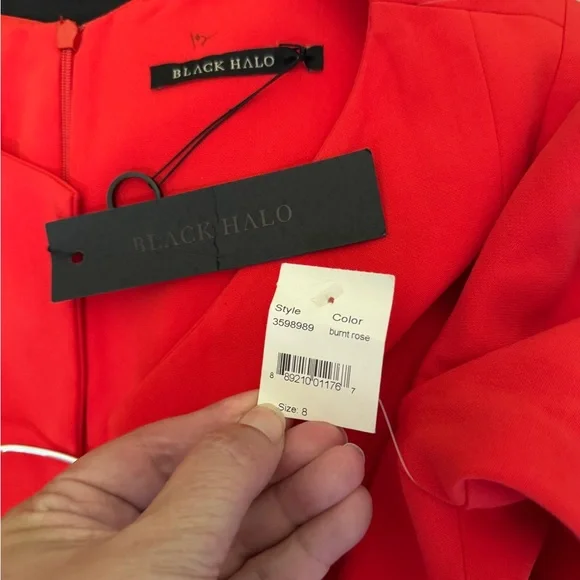 BLACK HALO
BLACK HALO
Style Color
3598989 burnt rose
8 89210 01176 7
Size: 8